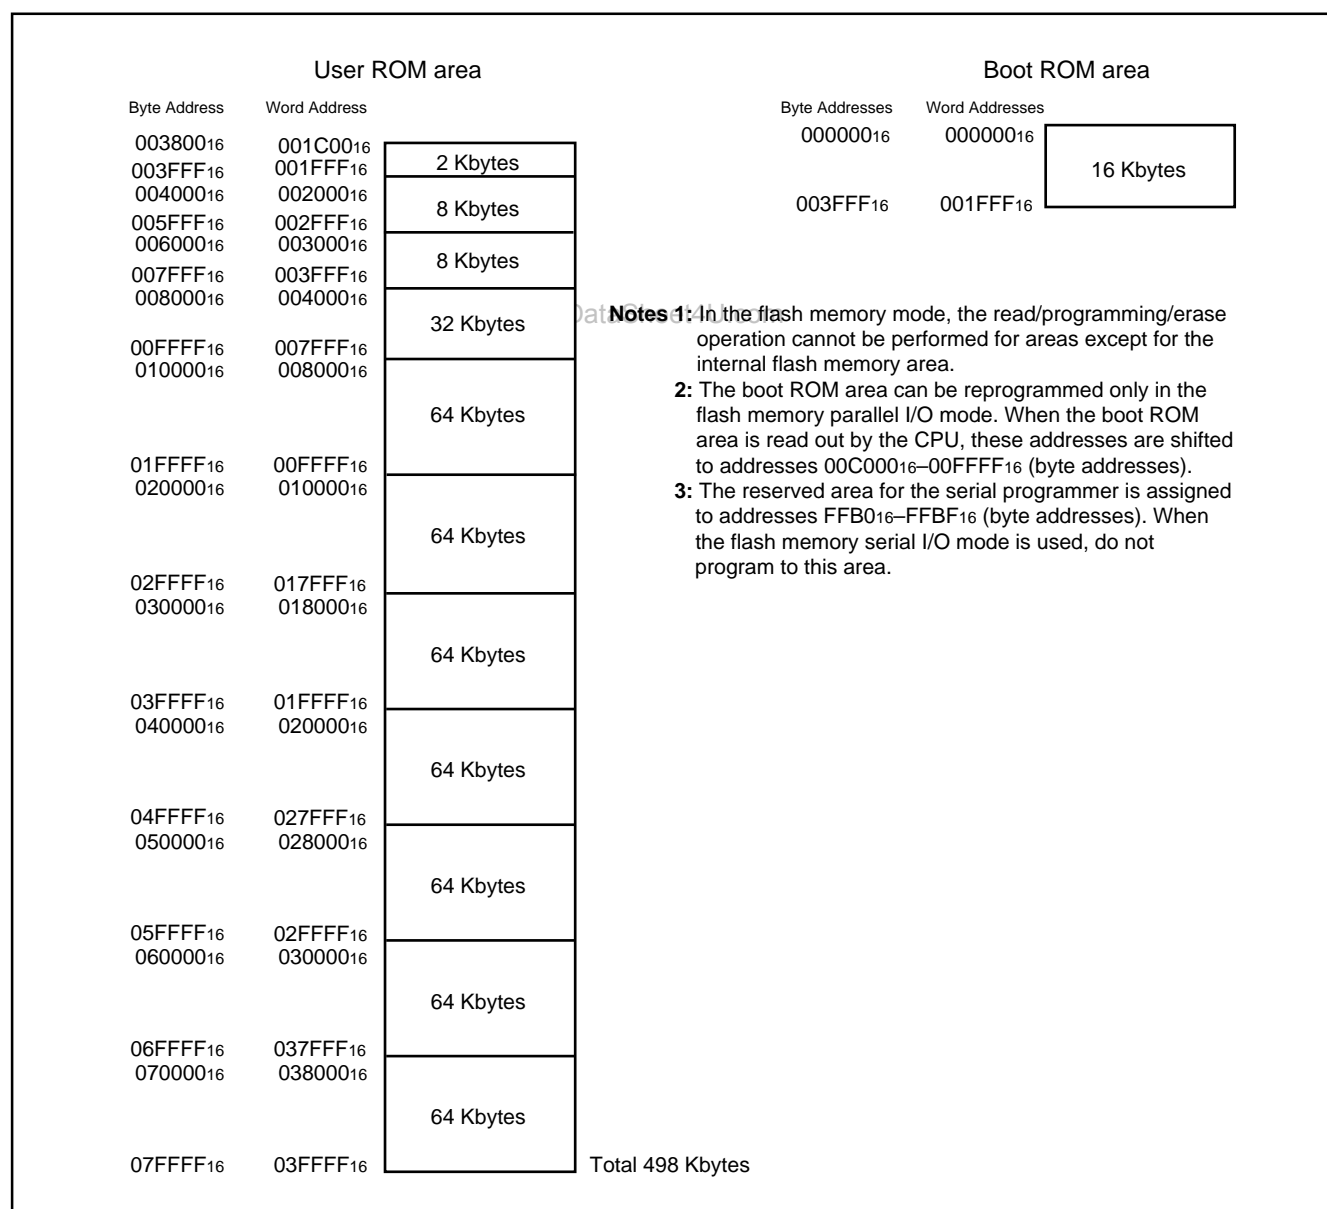 User ROM area
Byte Address Word Address
003800₁₆ 001C00₁₆
003FFF₁₆ 001FFF₁₆
2 Kbytes
004000₁₆ 002000₁₆
005FFF₁₆ 002FFF₁₆
8 Kbytes
006000₁₆ 003000₁₆
007FFF₁₆ 003FFF₁₆
8 Kbytes
008000₁₆ 004000₁₆
00FFFF₁₆ 007FFF₁₆
32 Kbytes
010000₁₆ 008000₁₆
01FFFF₁₆ 00FFFF₁₆
64 Kbytes
020000₁₆ 010000₁₆
02FFFF₁₆ 017FFF₁₆
64 Kbytes
030000₁₆ 018000₁₆
03FFFF₁₆ 01FFFF₁₆
64 Kbytes
040000₁₆ 020000₁₆
04FFFF₁₆ 027FFF₁₆
64 Kbytes
050000₁₆ 028000₁₆
05FFFF₁₆ 02FFFF₁₆
64 Kbytes
060000₁₆ 030000₁₆
06FFFF₁₆ 037FFF₁₆
64 Kbytes
070000₁₆ 038000₁₆
07FFFF₁₆ 03FFFF₁₆
64 Kbytes
Total 498 Kbytes
Boot ROM area
Byte Addresses Word Addresses
000000₁₆ 000000₁₆
16 Kbytes
003FFF₁₆ 001FFF₁₆
Notes 1: In the flash memory mode, the read/programming/erase
operation cannot be performed for areas except for the
internal flash memory area.
2: The boot ROM area can be reprogrammed only in the
flash memory parallel I/O mode. When the boot ROM
area is read out by the CPU, these addresses are shifted
to addresses 00C000₁₆–00FFFF₁₆ (byte addresses).
3: The reserved area for the serial programmer is assigned
to addresses FFB0₁₆–FFBF₁₆ (byte addresses). When
the flash memory serial I/O mode is used, do not
program to this area.